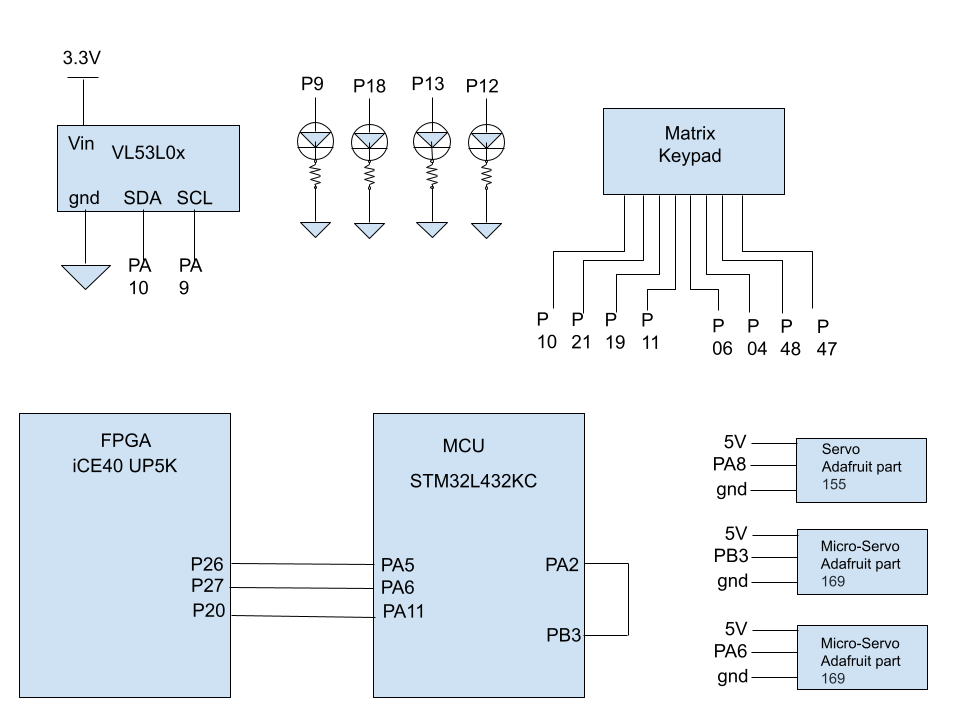 3.3V
Vin
VL53L0x
gnd
SDA
SCL
PA
10
PA
9
P9
P18
P13
P12
Matrix
Keypad
P
10
P
21
P
19
P
11
P
06
P
04
P
48
P
47
FPGA
iCE40 UP5K
P26
P27
P20
MCU
STM32L432KC
PA5
PA6
PA11
PA2
PB3
5V
PA8
gnd
Servo
Adafruit part
155
5V
PB3
gnd
Micro-Servo
Adafruit part
169
5V
PA6
gnd
Micro-Servo
Adafruit part
169